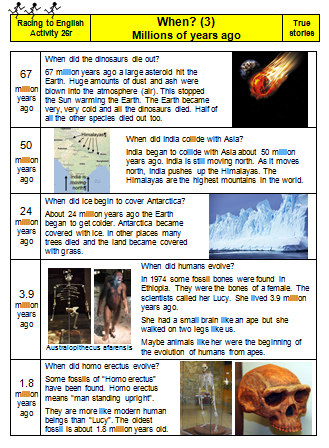 Racing to English
Activity 26r
When? (3)
Millions of years ago
True
stories
67
million
years
ago
When did the dinosaurs die out?
67 million years ago a large asteroid hit the
Earth. Huge amounts of dust and ash were
blown into the atmosphere (air). This stopped
the Sun warming the Earth. The Earth became
very, very cold and all the dinosaurs died. Half of
all the other species died out too.
50
million
years
ago
Himalayas
India is
moving
north
When did India collide with Asia?
India began to collide with Asia about 50 million
years ago. India is still moving north. As it moves
north, India pushes up the Himalayas. The
Himalayas are the highest mountains in the world.
24
million
years
ago
When did ice begin to cover Antarctica?
About 24 million years ago the Earth
began to get colder. Antarctica became
covered with ice. In other places many
trees died and the land became covered
with grass.
3.9
million
years
ago
Australopithecus afarensis
When did humans evolve?
In 1974 some fossil bones were found in
Ethiopia. They were the bones of a female. The
scientists called her Lucy. She lived 3.9 million
years ago.
She had a small brain like an ape but she
walked on two legs like us.
Maybe animals like her were the beginning of
the evolution of humans from apes.
1.8
million
years
ago
When did homo erectus evolve?
Some fossils of "Homo erectus"
have been found. Homo erectus
means "man standing upright".
They are more like modern human
beings than "Lucy". The oldest
fossil is about 1.8 million years old.